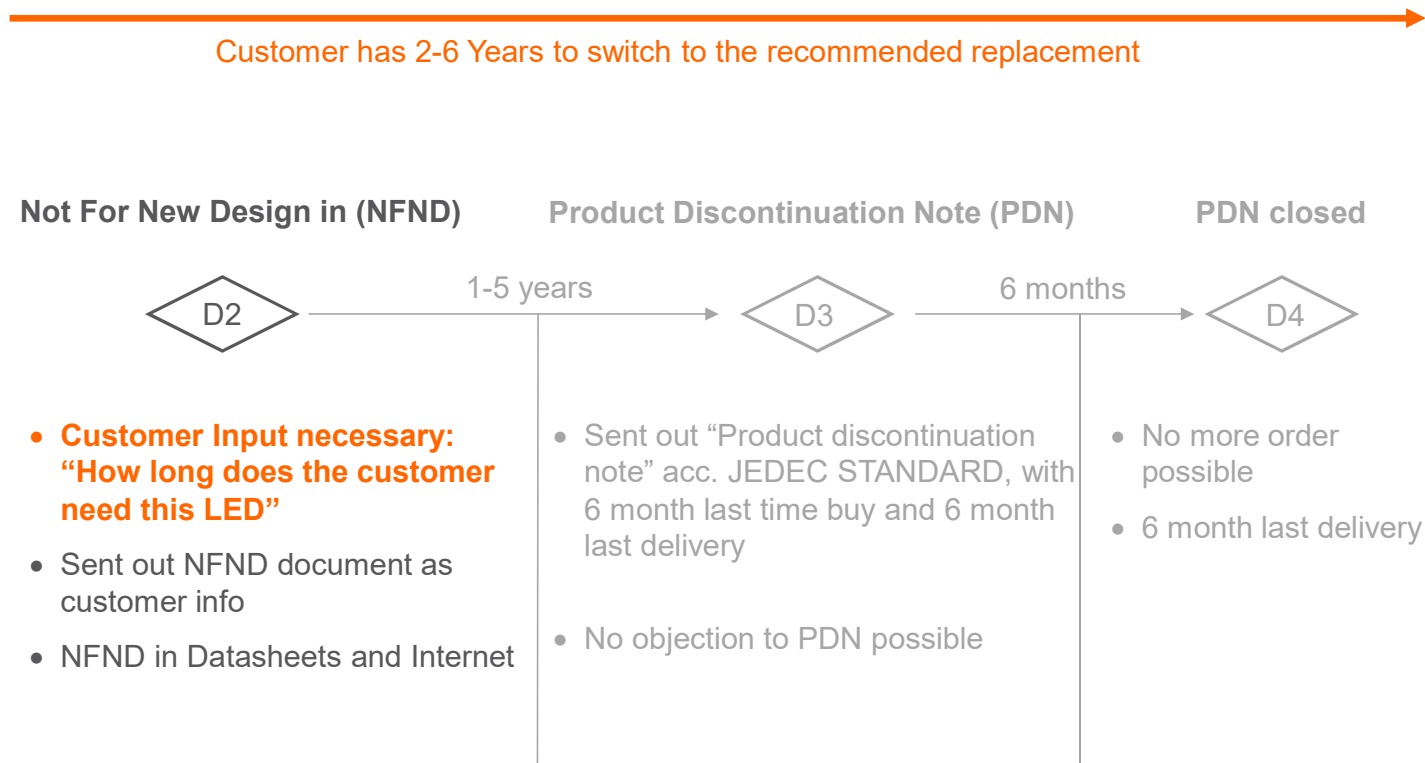 Customer has 2-6 Years to switch to the recommended replacement
Not For New Design in (NFND)
Product Discontinuation Note (PDN)
PDN closed
D2
1-5 years
D3
6 months
D4
• Customer Input necessary:
“How long does the customer
need this LED”
• Sent out NFND document as
customer info
• NFND in Datasheets and Internet
• Sent out “Product discontinuation
note” acc. JEDEC STANDARD, with
6 month last time buy and 6 month
last delivery
• No objection to PDN possible
• No more order
possible
• 6 month last delivery